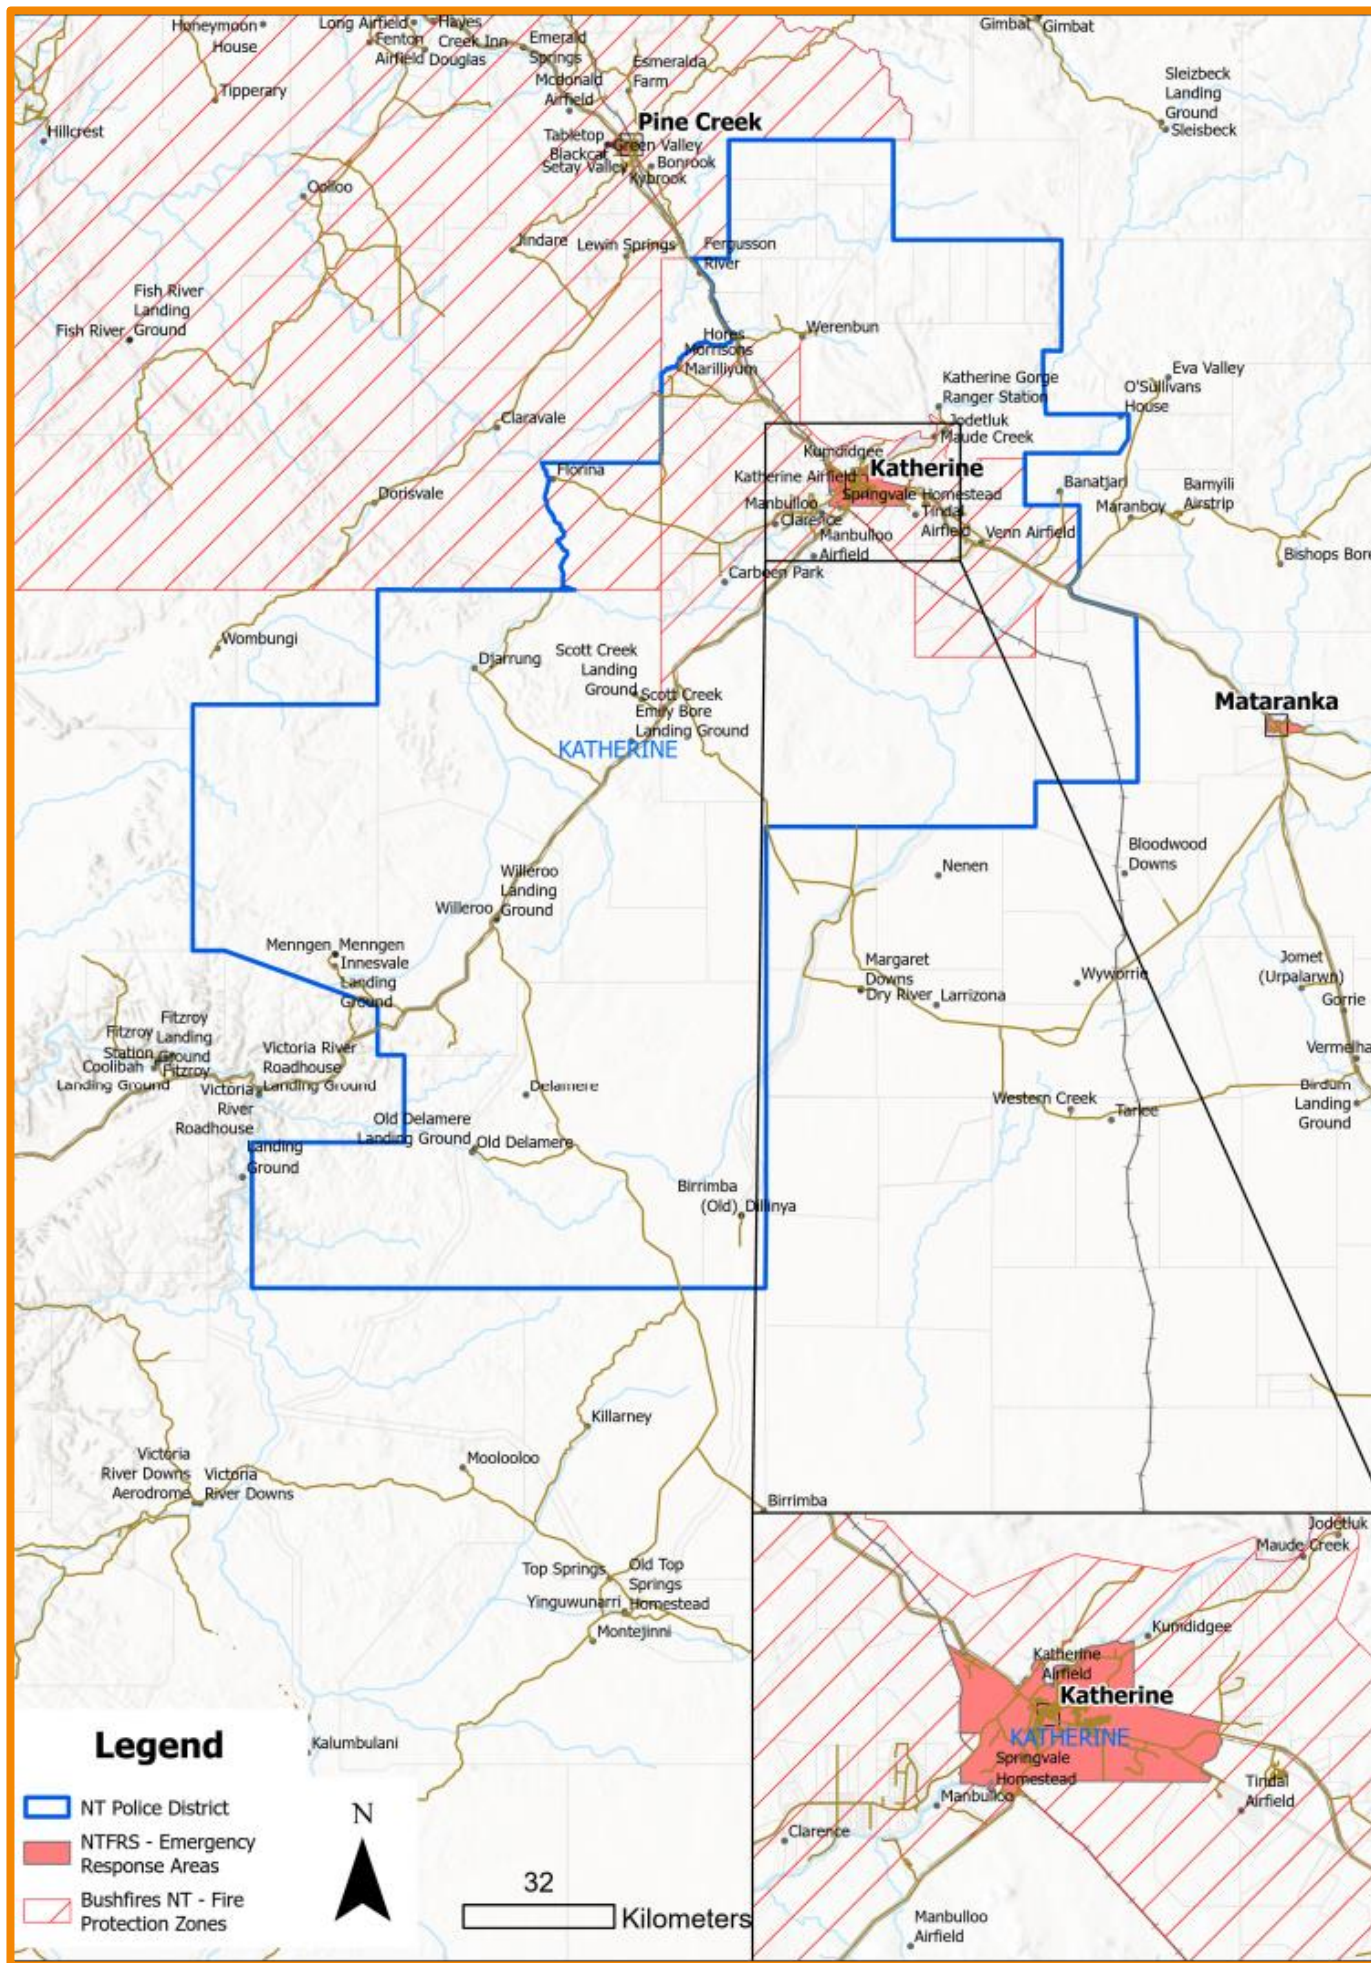 Honeymoon
House
Long Airfield
Hayes
Fenton
Creek Inn
Airfield
Douglas
Emerald
Springs
Mcdonald
Airfield
Esmeralda
Farm
Gimbat
Gimbat
Sleizbeck
Landing
Ground
Sleisbeck
Tipperary
Hillcrest
Pine Creek
Tabletop
Green Valley
Blackcat
Bonrook
Setay Valley
Kybrook
Oolloo
Jindare
Lewin Springs
Fergusson
River
Fish River
Landing
Ground
Fish River
Hores
Werenbun
Morrisons
Marilliyum
Katherine Gorge
Ranger Station
Eva Valley
O'Sullivans
House
Claravale
Jodetluk
Maude Creek
Kumdidgee
Katherine
Florina
Katherine Airfield
Springvale Homestead
Banatjarl
Bamyili
Airstrip
Dorisvale
Manbulloo
Clarence
Tindal
Airfield
Maranboy
Manbulloo
Airfield
Venn Airfield
Bishops Bore
Carbeen Park
Wombungi
Djarrung
Scott Creek
Landing
Ground
Scott Creek
Emily Bore
Landing Ground
KATHERINE
Mataranka
Bloodwood
Downs
Nenen
Willeroo
Landing
Ground
Willeroo
Menngen
Menngen
Innesvale
Landing
Ground
Margaret
Downs
Dry River
Larrizona
Wyworrie
Jomet
(Urpalarwn)
Gorrie
Fitzroy
Landing
Ground
Fitzroy
Station
Fitzroy
Coolibah
Landing Ground
Victoria River
Roadhouse
Landing Ground
Victoria
River
Roadhouse
Vermelha
Birdum
Landing
Ground
Delamere
Western Creek
Tarlee
Old Delamere
Landing Ground
Old Delamere
Landing
Ground
Birrimba
(Old)
Dillinya
Killarney
Moolooloo
Victoria
River Downs
Aerodrome
Victoria
River Downs
Birrimba
Top Springs
Old Top
Springs
Homestead
Yinguwunarri
Montejinni
Kalumbulani
Jodetluk
Maude Creek
Kumdidgee
Katherine
Airfield
Katherine
KATHERINE
Springvale
Homestead
Manbulloo
Tindal
Airfield
Clarence
Manbulloo
Airfield
Legend
NT Police District
NTFRS - Emergency
Response Areas
Bushfires NT - Fire
Protection Zones
N
32
Kilometers